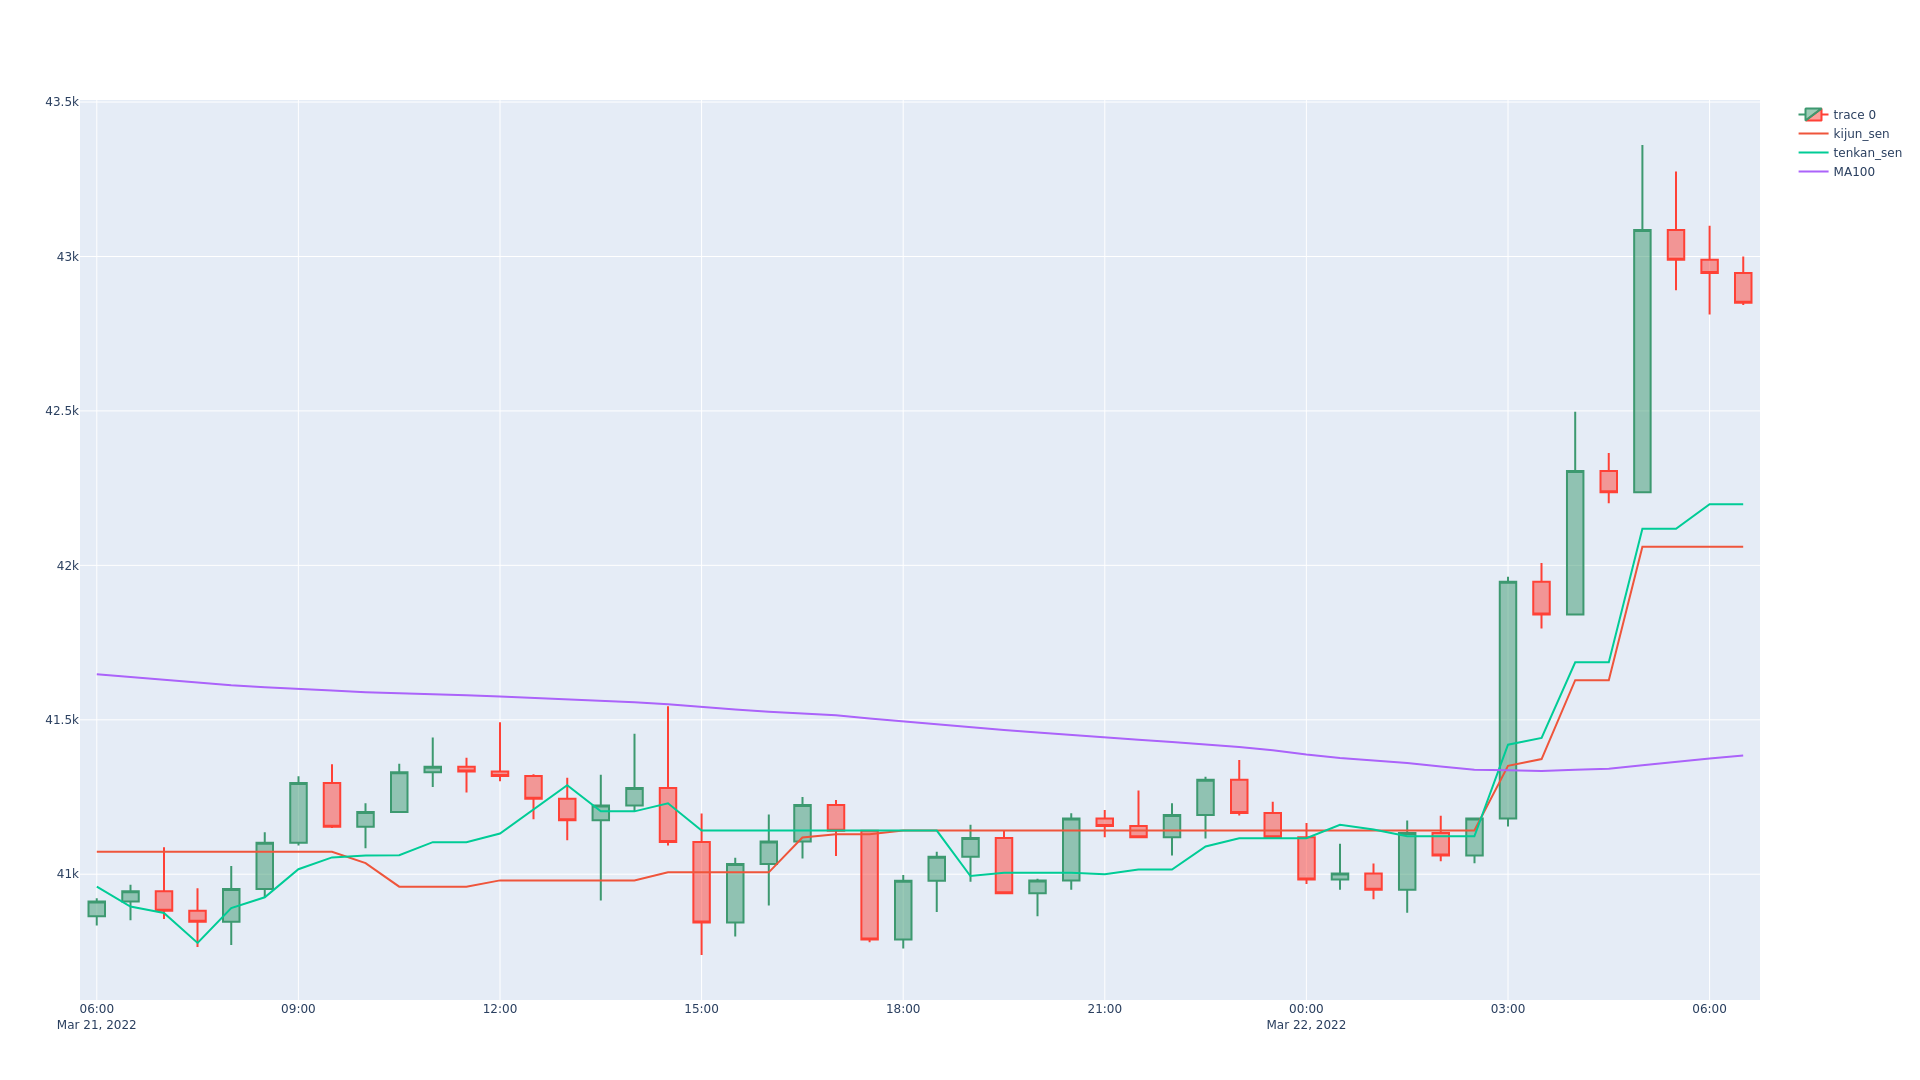 43.5k
43k
42.5k
42k
41.5k
41k
06:00
Mar 21, 2022
09:00
12:00
15:00
18:00
21:00
00:00
Mar 22, 2022
03:00
06:00
trace 0
kijun_sen
tenkan_sen
MA100